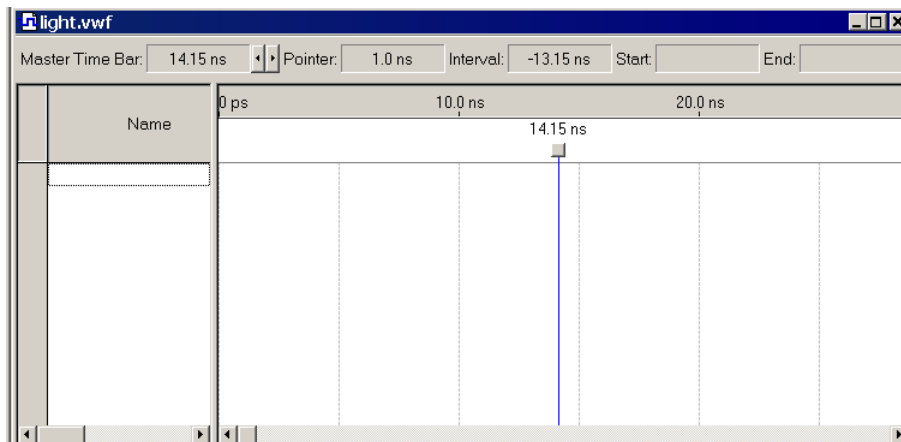 light.vwf
Master Time Bar: 14.15 ns Pointer: 1.0 ns Interval: -13.15 ns Start: End:
Name
0 ps 10.0 ns 20.0 ns
14.15 ns